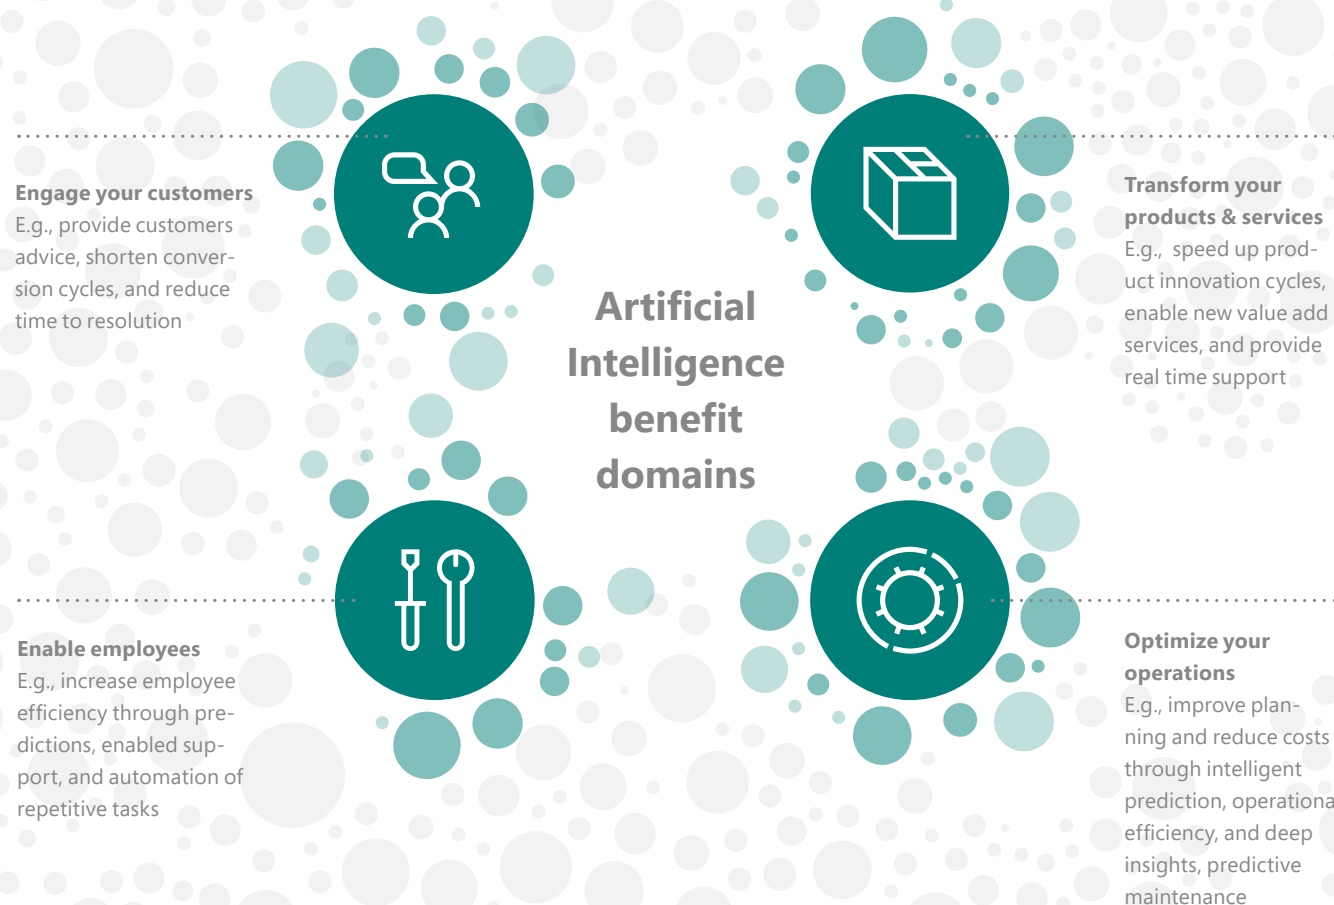 Engage your customers
E.g., provide customers
advice, shorten conver-
sion cycles, and reduce
time to resolution
Transform your
products & services
E.g., speed up prod-
uct innovation cycles,
enable new value add
services, and provide
real time support
Artificial
Intelligence
benefit
domains
Enable employees
E.g., increase employee
efficiency through pre-
dictions, enabled sup-
port, and automation of
repetitive tasks
Optimize your
operations
E.g., improve plan-
ning and reduce costs
through intelligent
prediction, operationa
efficiency, and deep
insights, predictive
maintenance